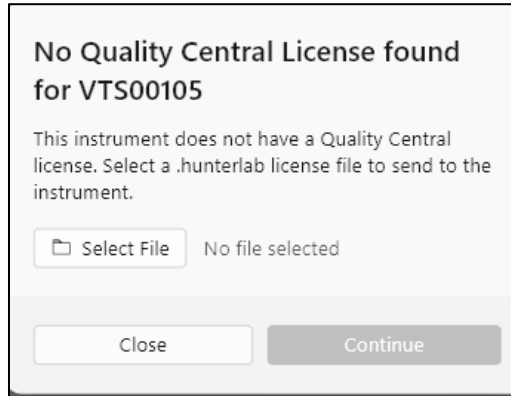 No Quality Central License found
for VTS00105
This instrument does not have a Quality Central
license. Select a .hunterlab license file to send to the
instrument.
Select File
No file selected
Close
Continue